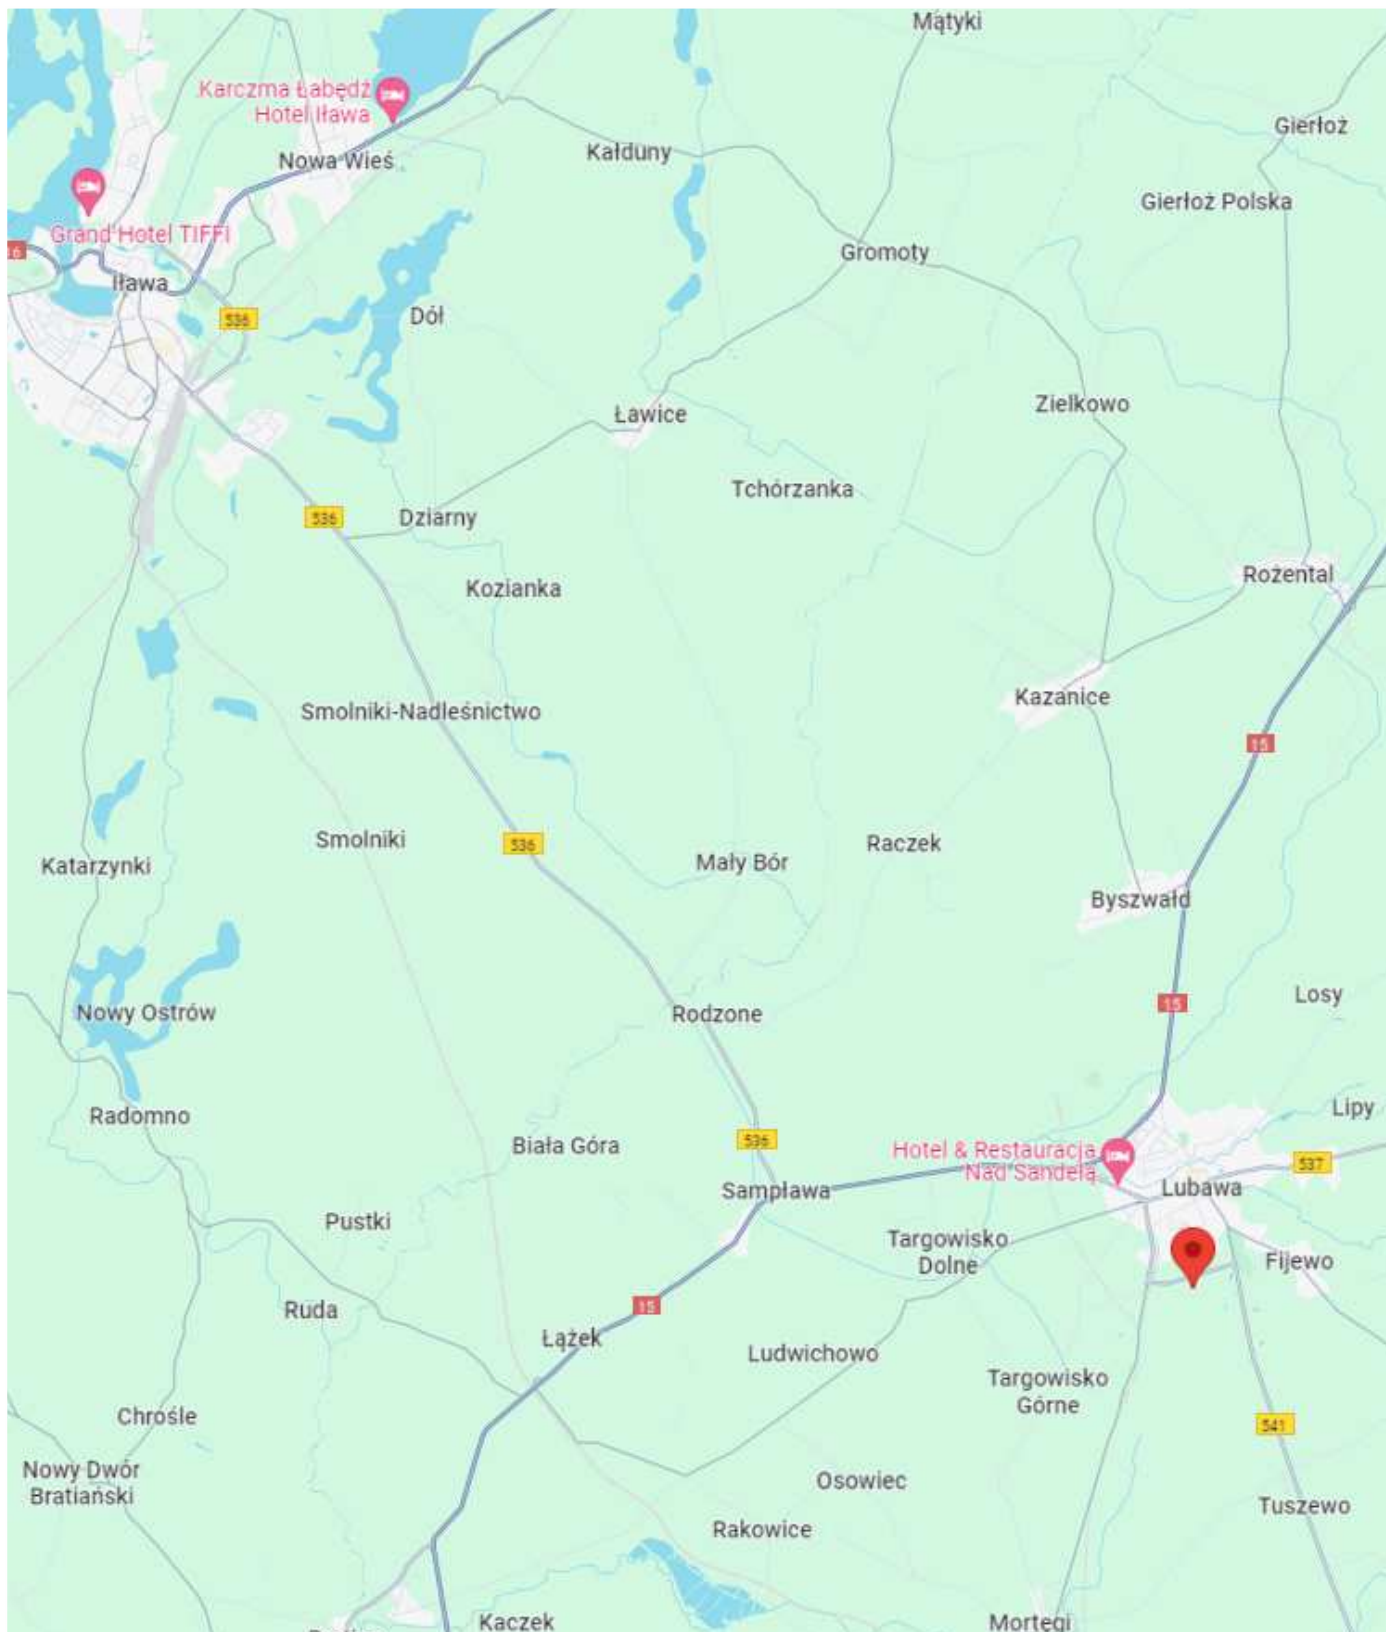 Mątyki
Karczma Łabędź
Hotel Iława
Gierłoż
Kałduny
Nowa Wieś
Gierłoż Polska
Grand Hotel TIFFI
16
Gromoty
Iława
536
Dół
Zielkowo
Ławice
Tchórzanka
536
Dziarny
Rożental
Kozianka
Kazanice
Smolniki-Nadleśnictwo
15
Smolniki
536
Raczek
Mały Bór
Katarzynki
Byszwałd
Losy
15
Nowy Ostrów
Rodzone
Lipy
Radomno
536
Biała Góra
Hotel & Restauracja
Nad Sandelą
537
Sampława
Lubawa
Pustki
Targowisko
Dolne
Fijewo
Ruda
15
Łążek
Ludwichowo
Targowisko
Górne
Chrośle
541
Nowy Dwór
Bratiański
Osowiec
Tuszewo
Rakowice
Kaczek
Mortęgi